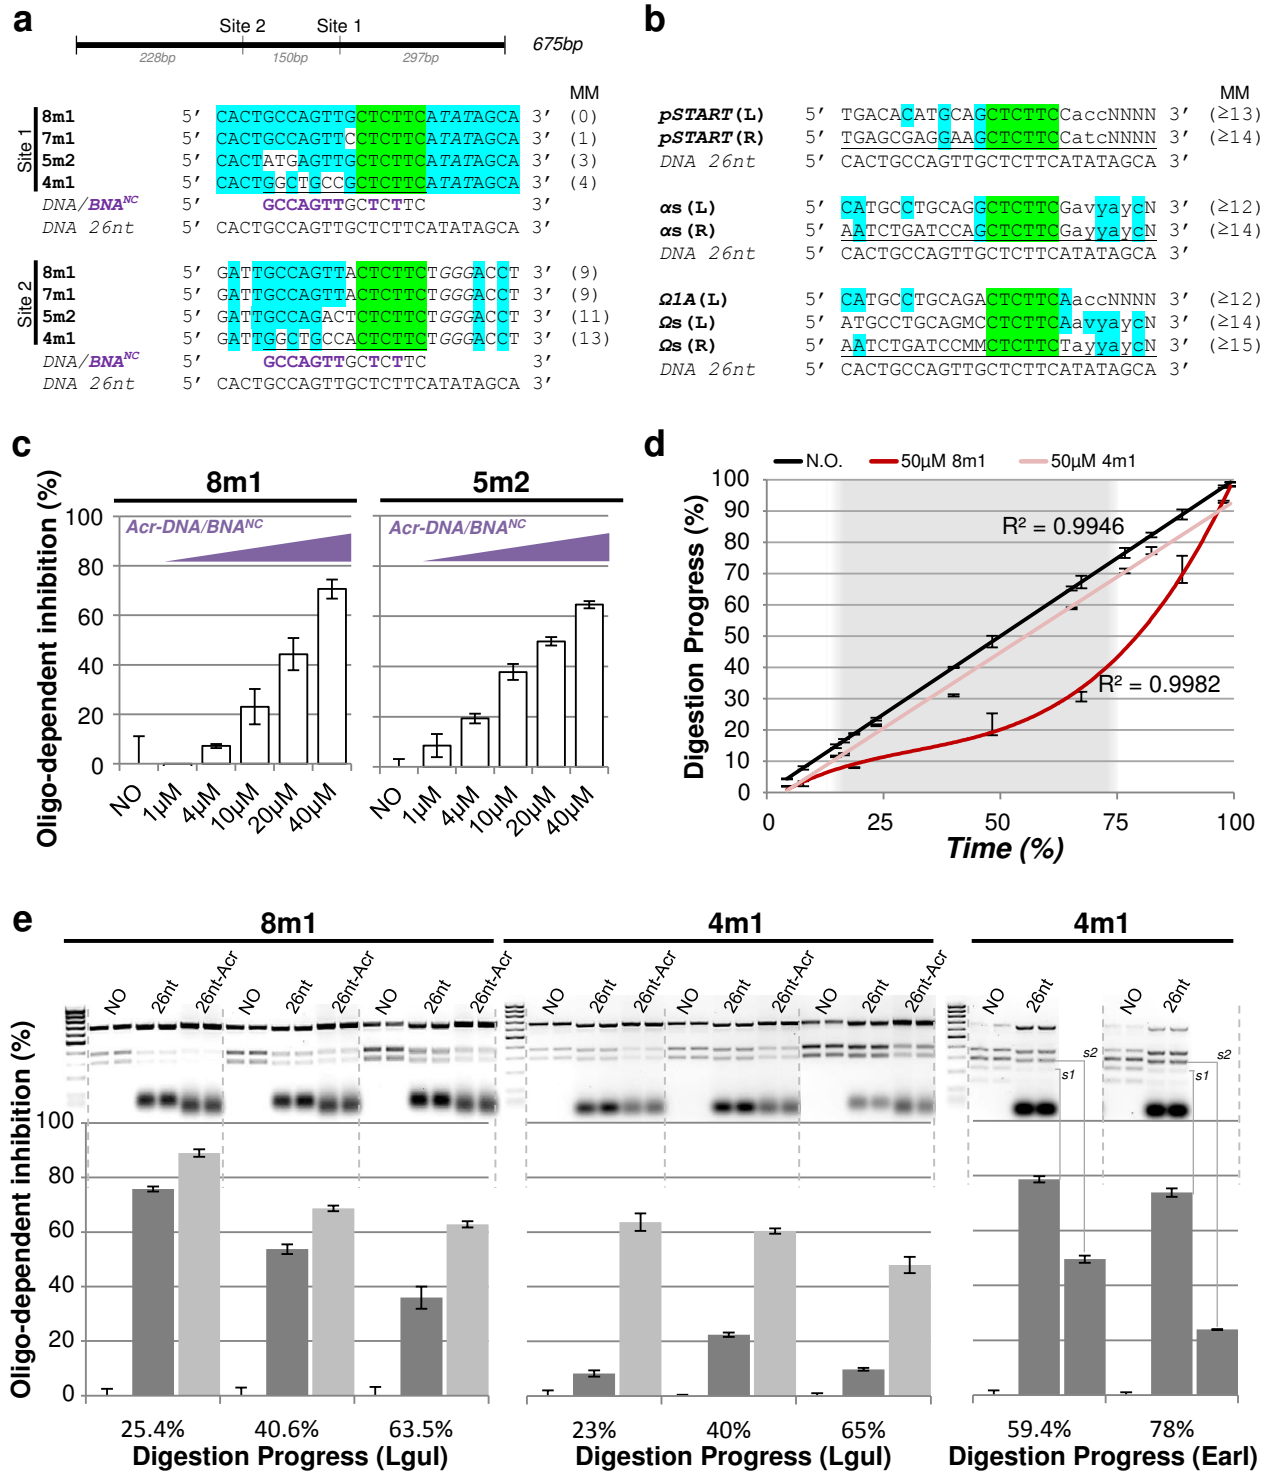 a
Site 2 Site 1
228bp 150bp 297bp 675bp
MM
Site 1
8m1 5′ CACTGCCAGTTGCTCTTCATATAGCA 3′ (0)
7m1 5′ CACTGCCAGTTCCTCTTCATATAGCA 3′ (1)
5m2 5′ CACTATGAGTTGCTCTTCATATAGCA 3′ (3)
4m1 5′ CACTGGCTGCCGCTCTTCATATAGCA 3′ (4)
DNA/BNA^NC 5′ GCCAGTTGCTCTTC 3′
DNA 26nt 5′ CACTGCCAGTTGCTCTTCATATAGCA 3′
Site 2
8m1 5′ GATTGCCAGTTACTCTTCTGGGACCT 3′ (9)
7m1 5′ GATTGCCAGTTACTCTTCTGGGACCT 3′ (9)
5m2 5′ GATTGCCAGACTCTCTTCTGGGACCT 3′ (11)
4m1 5′ GATTGGCTGCCACTCTTCTGGGACCT 3′ (13)
DNA/BNA^NC 5′ GCCAGTTGCTCTTC 3′
DNA 26nt 5′ CACTGCCAGTTGCTCTTCATATAGCA 3′
b
MM
pSTART(L) 5′ TGACACATGCAGCTCTTCCaccNNNN 3′ (≥13)
pSTART(R) 5′ TGAGCGAGGAAGCTCTTCCatcNNNN 3′ (≥14)
DNA 26nt 5′ CACTGCCAGTTGCTCTTCATATAGCA 3′
αs(L) 5′ CATGCCTGCAGGCTCTTCGavyaycN 3′ (≥12)
αs(R) 5′ AATCTGATCCAGCTCTTCGayyaycN 3′ (≥14)
DNA 26nt 5′ CACTGCCAGTTGCTCTTCATATAGCA 3′
Ω1A(L) 5′ CATGCCTGCAGACTCTTCAaccNNNN 3′ (≥12)
Ωs(L) 5′ ATGCCTGCAGMCCTCTTCAavyaycN 3′ (≥14)
Ωs(R) 5′ AATCTGATCCMMCTCTTCTayyaycN 3′ (≥15)
DNA 26nt 5′ CACTGCCAGTTGCTCTTCATATAGCA 3′
c
8m1 5m2
Oligo-dependent inhibition (%)
Acr-DNA/BNA^NC Acr-DNA/BNA^NC
100
80
60
40
20
0
NO 1µM 4µM 10µM 20µM 40µM NO 1µM 4µM 10µM 20µM 40µM
d
N.O. 50µM 8m1 50µM 4m1
Digestion Progress (%)
100
90
80
70
60
50
40
30
20
10
0
R² = 0.9946
R² = 0.9982
0 25 50 75 100
Time (%)
e
8m1 4m1 4m1
NO 26nt 26nt-Acr NO 26nt 26nt-Acr NO 26nt 26nt-Acr NO 26nt 26nt-Acr NO 26nt 26nt-Acr NO 26nt 26nt-Acr NO 26nt NO 26nt
s2 s2
s1 s1
Oligo-dependent inhibition (%)
100
80
60
40
20
0
25.4% 40.6% 63.5% 23% 40% 65% 59.4% 78%
Digestion Progress (LguI) Digestion Progress (LguI) Digestion Progress (EarI)